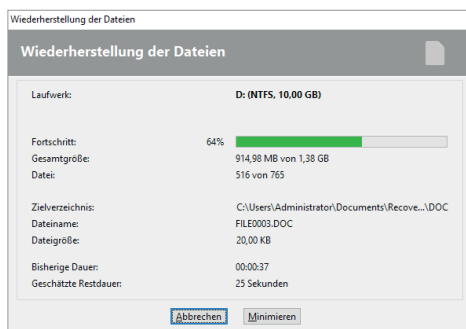 Wiederherstellung der Dateien
Wiederherstellung der Dateien
Laufwerk: D: (NTFS, 10,00 GB)
Fortschritt: 64%
Gesamtgröße: 914,98 MB von 1,38 GB
Datei: 516 von 765
Zielverzeichnis: C:\Users\Administrator\Documents\Recove...\DOC
Dateiname: FILE0003.DOC
Dateigröße: 20,00 KB
Bisherige Dauer: 00:00:37
Geschätzte Restdauer: 25 Sekunden
Abbrechen Minimieren